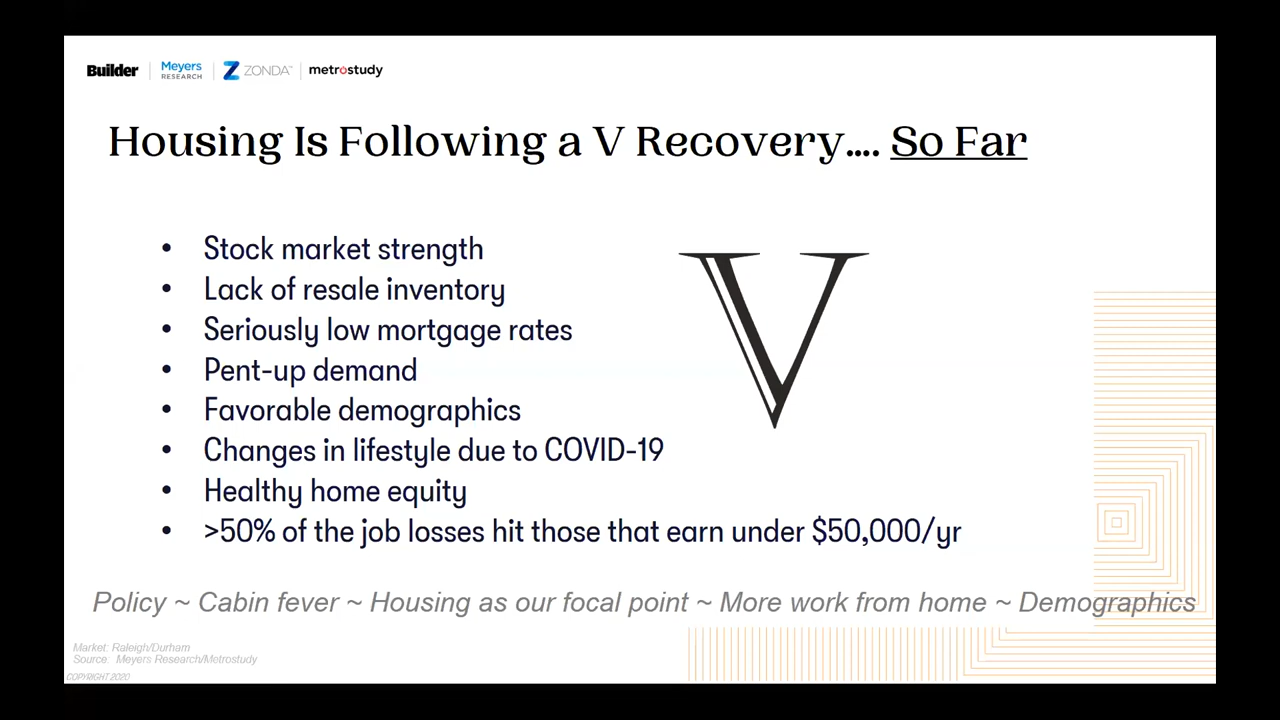 Builder
Meyers
RESEARCH
ZONDA™
metrostudy
Housing Is Following a V Recovery.... So Far
• Stock market strength
• Lack of resale inventory
• Seriously low mortgage rates
• Pent-up demand
• Favorable demographics
• Changes in lifestyle due to COVID-19
• Healthy home equity
• >50% of the job losses hit those that earn under $50,000/yr
V
Policy ~ Cabin fever ~ Housing as our focal point ~ More work from home ~ Demographics
Market: Raleigh/Durham
Source: Meyers Research/Metrostudy
COPYRIGHT 2020